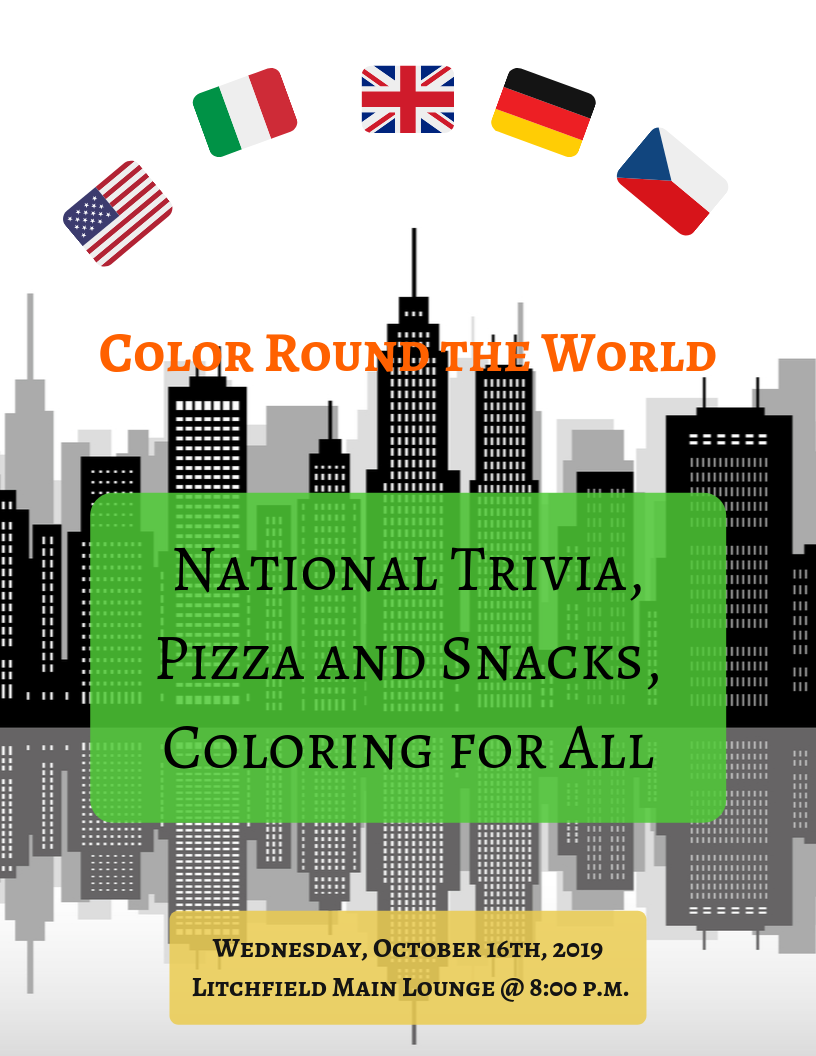 Color Round the World
National Trivia,
Pizza and Snacks,
Coloring for All
Wednesday, October 16th, 2019
Litchfield Main Lounge @ 8:00 p.m.